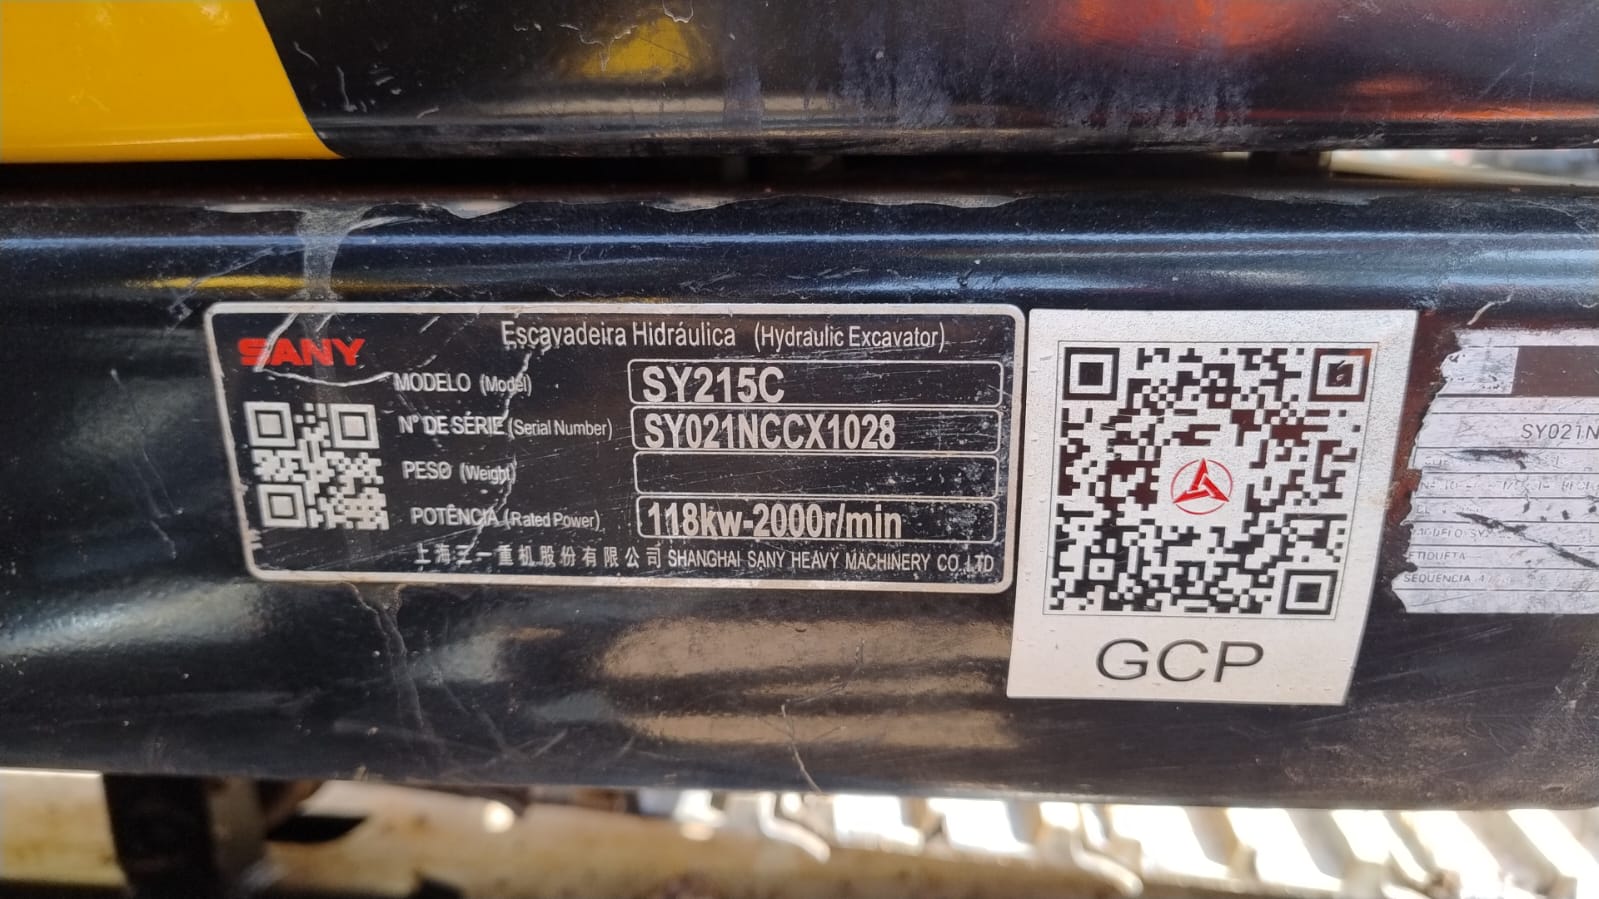 SANY
Escavadeira Hidráulica (Hydraulic Excavator)
MODELO (Model) SY215C
Nº DE SÉRIE (Serial Number) SY021NCCX1028
PESO (Weight)
POTÊNCIA (Rated Power) 118kw-2000r/min
上海三一重机股份有限公司 SHANGHAI SANY HEAVY MACHINERY CO.,LTD
GCP
SY021N
ETIQUETA
SEQUENCIA